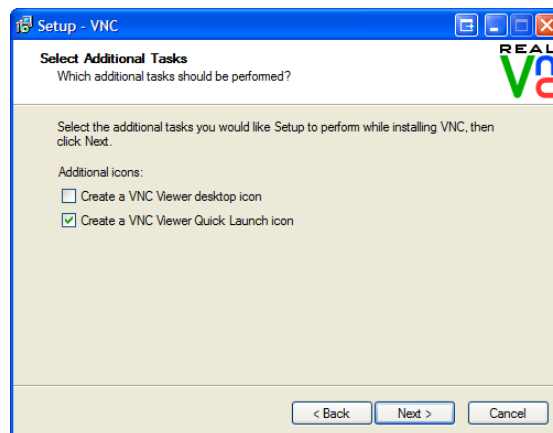 Setup - VNC
Select Additional Tasks
Which additional tasks should be performed?
REAL
VNC
Select the additional tasks you would like Setup to perform while installing VNC, then
click Next.
Additional icons:
Create a VNC Viewer desktop icon
Create a VNC Viewer Quick Launch icon
< Back
Next >
Cancel